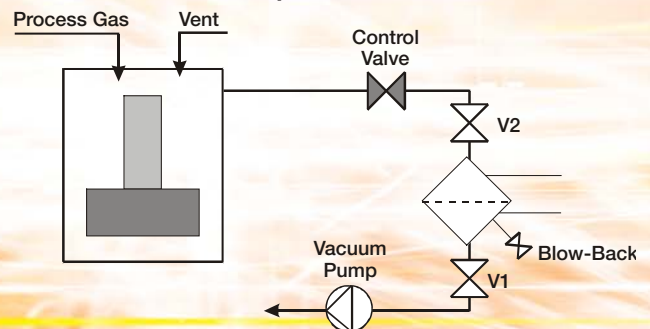 Process Gas
Vent
Control
Valve
V2
Blow-Back
V1
Vacuum
Pump